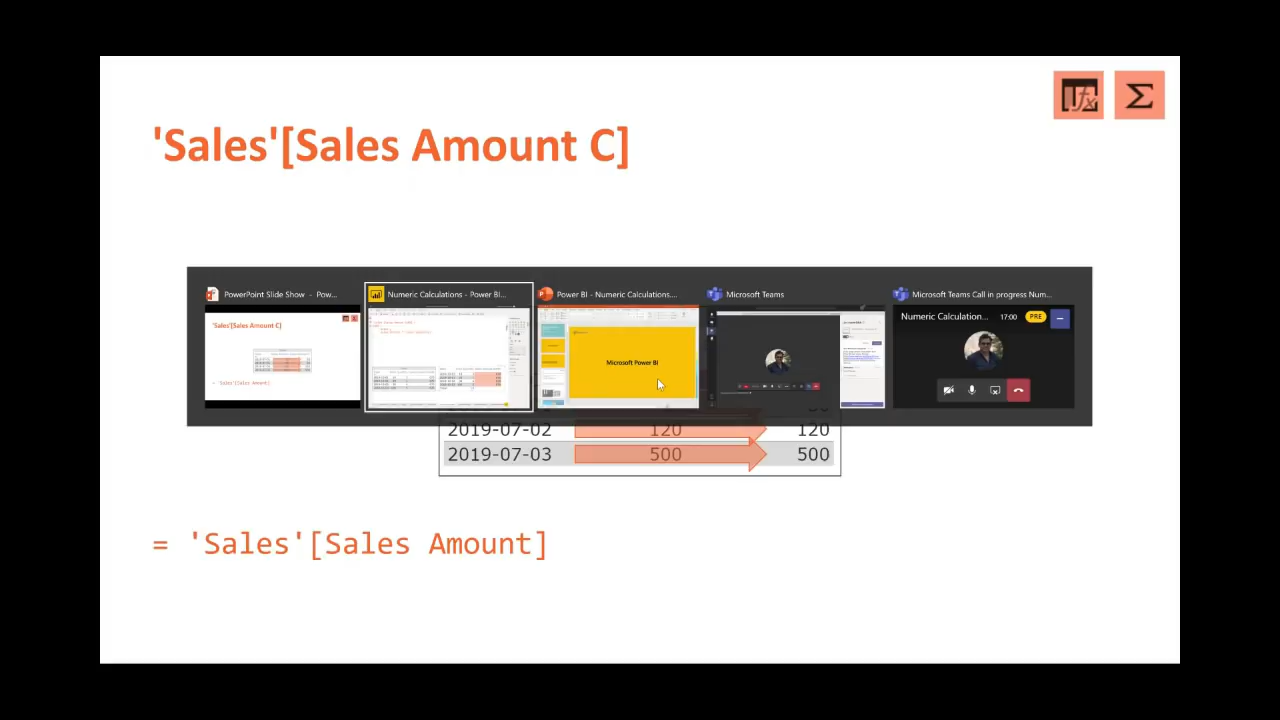 fx Σ
'Sales'[Sales Amount C]
PowerPoint Slide Show - Pow...
Numeric Calculations - Power BI...
Power BI - Numeric Calculations....
Microsoft Teams
Microsoft Teams Call in progress Num...
'Sales'[Sales Amount C]
= 'Sales'[Sales Amount]
Microsoft Power BI
Numeric Calculation... 17:00 PRE
2019-07-02 120 120
2019-07-03 500 500
= 'Sales'[Sales Amount]